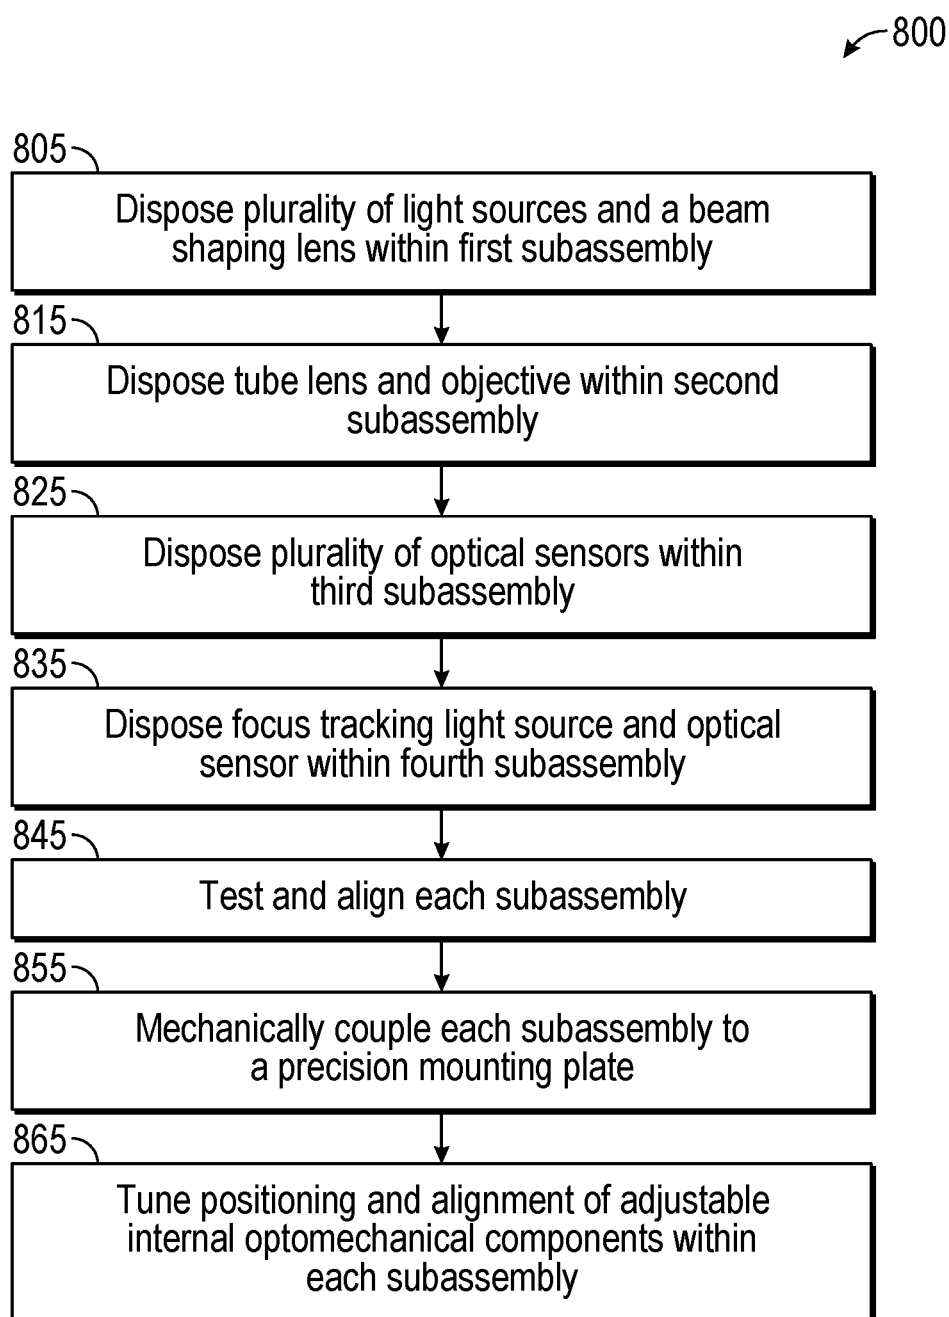 800
805
Dispose plurality of light sources and a beam
shaping lens within first subassembly
815
Dispose tube lens and objective within second
subassembly
825
Dispose plurality of optical sensors within
third subassembly
835
Dispose focus tracking light source and optical
sensor within fourth subassembly
845
Test and align each subassembly
855
Mechanically couple each subassembly to
a precision mounting plate
865
Tune positioning and alignment of adjustable
internal optomechanical components within
each subassembly